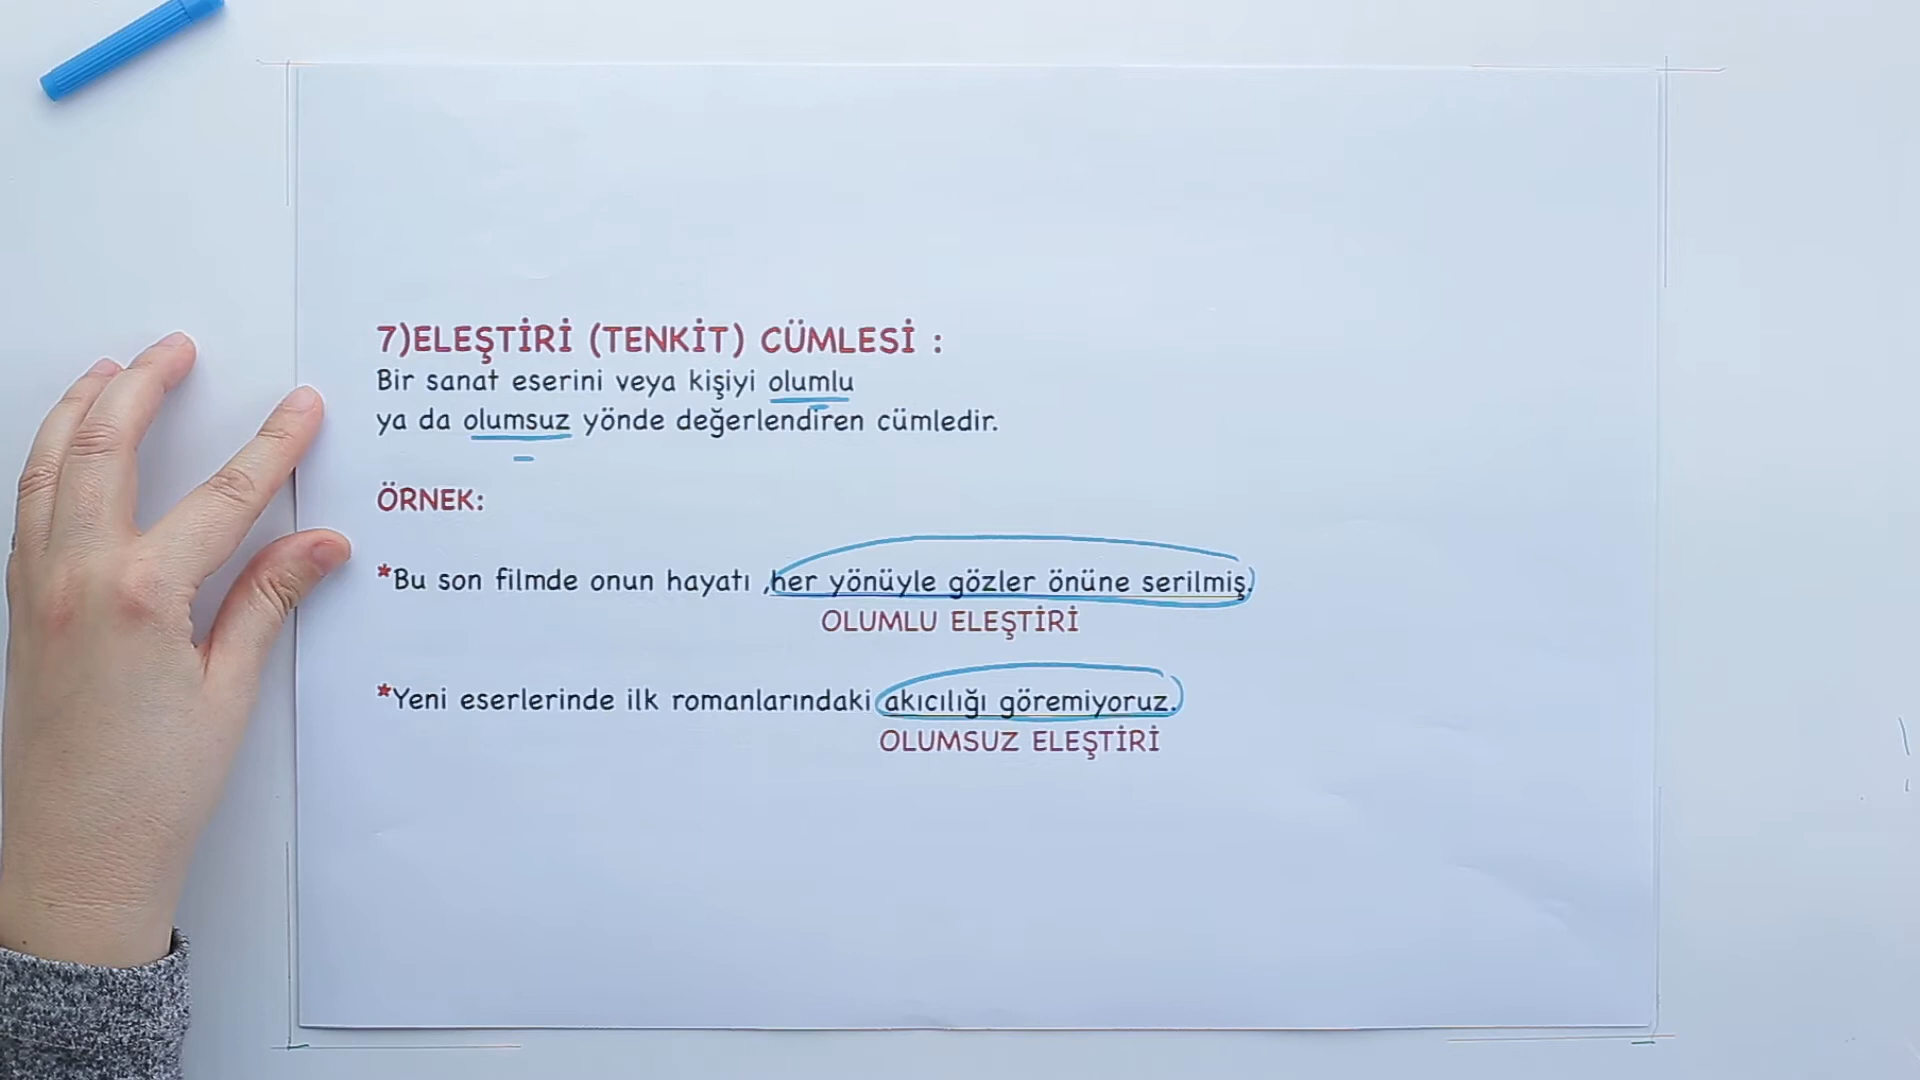 7)ELEŞTİRİ (TENKİT) CÜMLESİ :
Bir sanat eserini veya kişiyi olumlu
ya da olumsuz yönde değerlendiren cümledir.
ÖRNEK:
*Bu son filmde onun hayatı ,her yönüyle gözler önüne serilmiş.
OLUMLU ELEŞTİRİ
*Yeni eserlerinde ilk romanlarındaki akıcılığı göremiyoruz.
OLUMSUZ ELEŞTİRİ